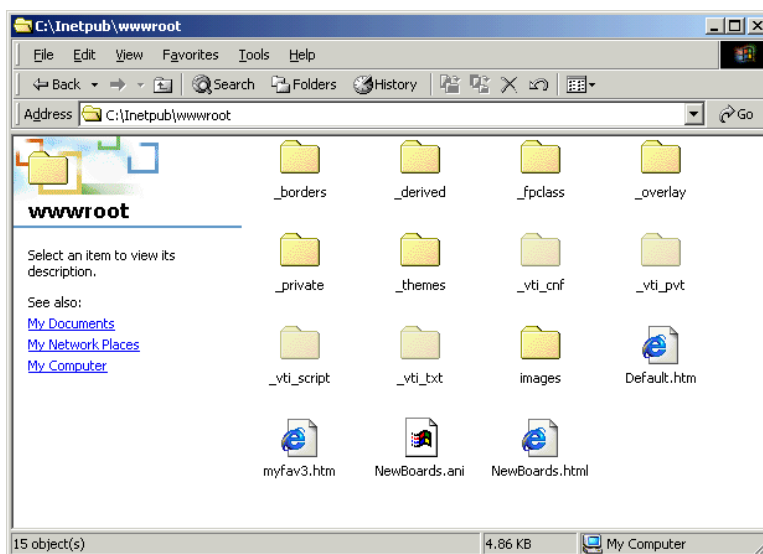 C:\Inetpub\wwwroot
File Edit View Favorites Tools Help
Back Search Folders History
Address C:\Inetpub\wwwroot Go
wwwroot
Select an item to view its
description.
See also:
My Documents
My Network Places
My Computer
_borders _derived _fpclass _overlay
_private _themes _vti_cnf _vti_pvt
_vti_script _vti_txt images Default.htm
myfav3.htm NewBoards.ani NewBoards.html
15 object(s) 4.86 KB My Computer